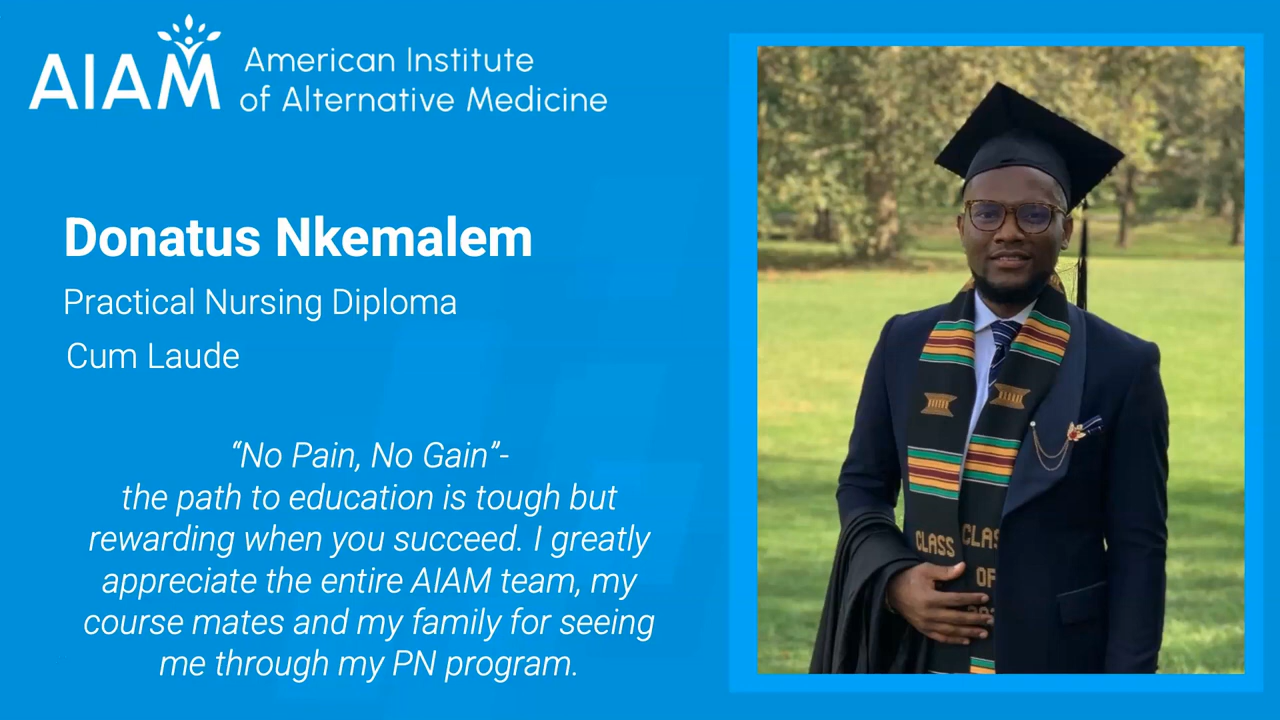 AIAM
American Institute
of Alternative Medicine
Donatus Nkemalem
Practical Nursing Diploma
Cum Laude
“No Pain, No Gain”-
the path to education is tough but
rewarding when you succeed. I greatly
appreciate the entire AIAM team, my
course mates and my family for seeing
me through my PN program.
CLASS
OF